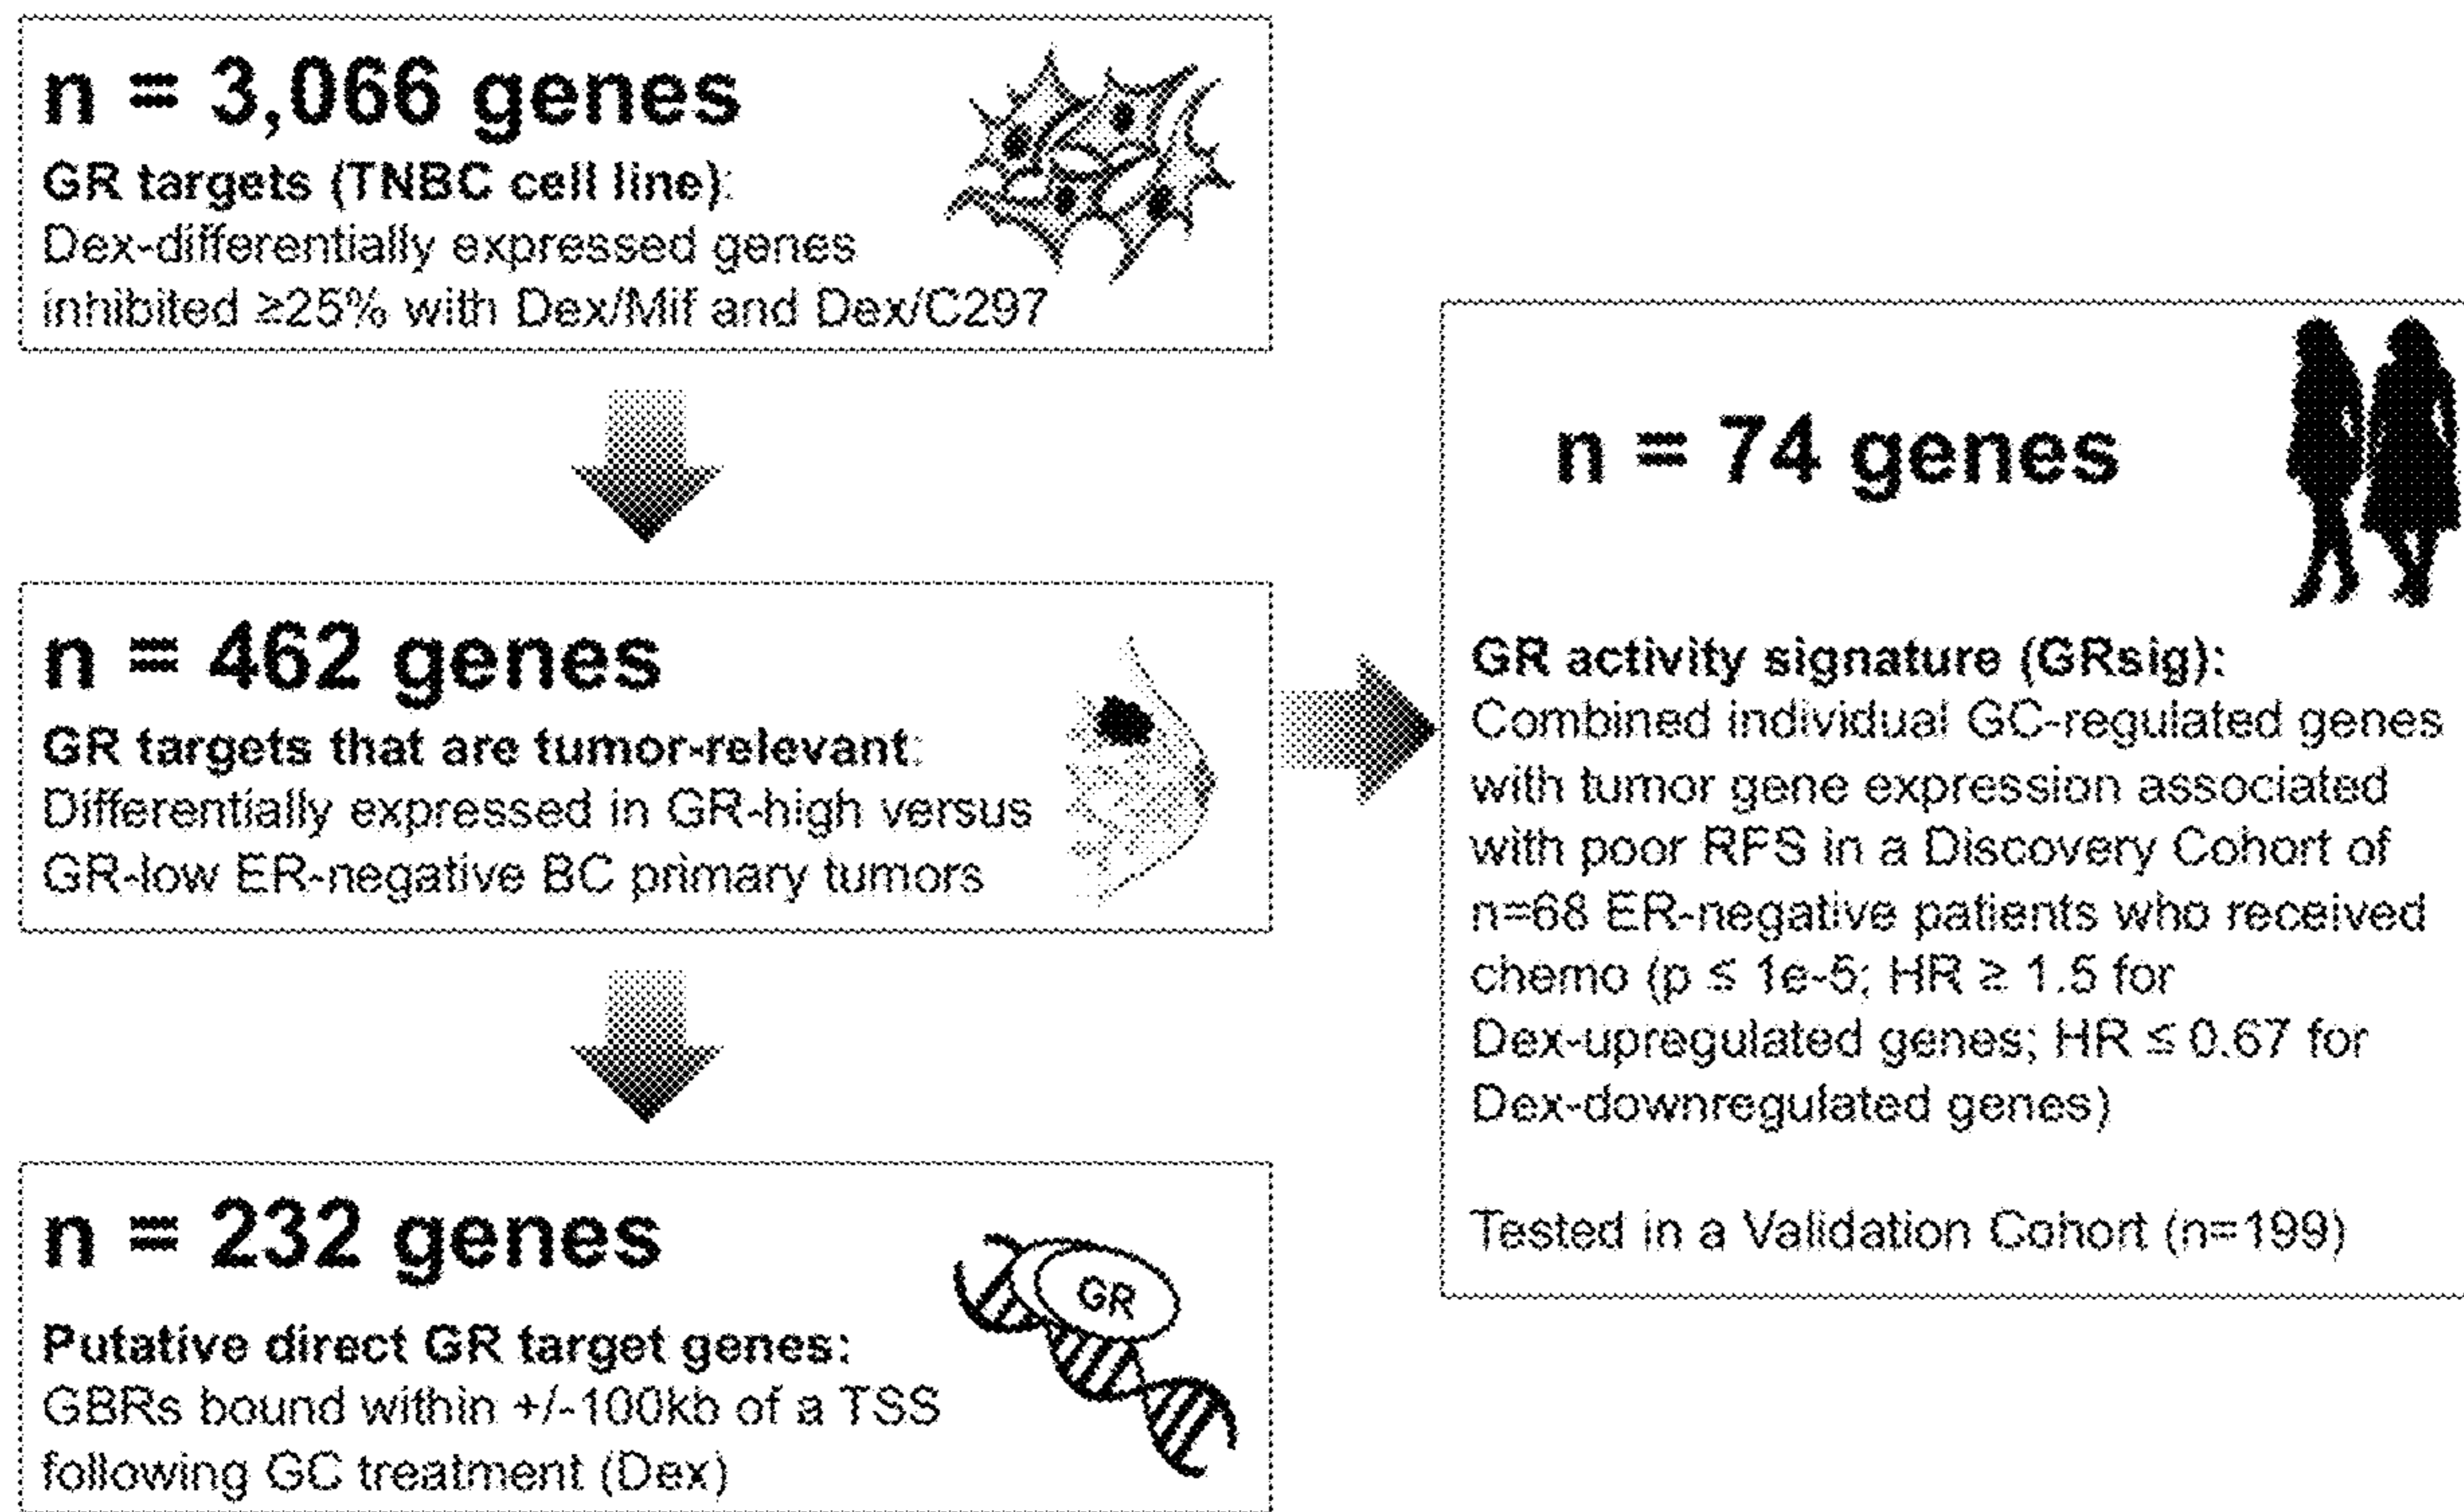 n = 3,066 genes
GR targets (TNBC cell line):
Dex-differentially expressed genes
inhibited ≥25% with Dex/Mif and Dex/C297
n = 462 genes
GR targets that are tumor-relevant:
Differentially expressed in GR-high versus
GR-low ER-negative BC primary tumors
n = 232 genes
Putative direct GR target genes:
GBRs bound within +/-100kb of a TSS
following GC treatment (Dex)
GR
n = 74 genes
GR activity signature (GRsig):
Combined individual GC-regulated genes
with tumor gene expression associated
with poor RFS in a Discovery Cohort of
n=68 ER-negative patients who received
chemo (p ≤ 1e-5; HR ≥ 1.5 for
Dex-upregulated genes; HR ≤ 0.67 for
Dex-downregulated genes)
Tested in a Validation Cohort (n=199)